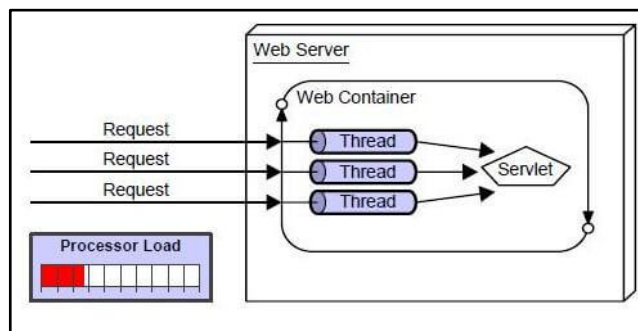 Web Server
Web Container
Request
Thread
Request
Thread
Servlet
Request
Thread
Processor Load